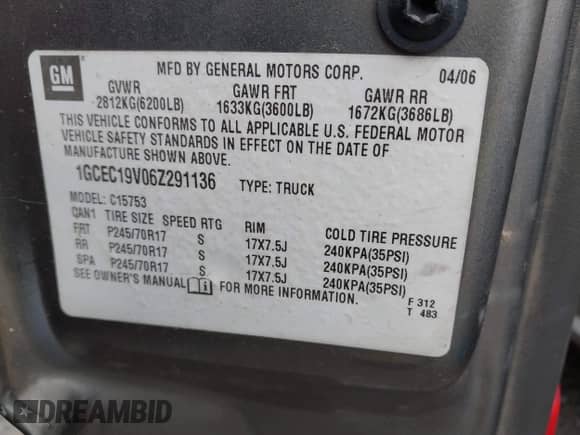 GM
MFD BY GENERAL MOTORS CORP. 04/06
GVWR GAWR FRT GAWR RR
2812KG(6200LB) 1633KG(3600LB) 1672KG(3686LB)
THIS VEHICLE CONFORMS TO ALL APPLICABLE U.S. FEDERAL MOTOR
VEHICLE SAFETY STANDARDS IN EFFECT ON THE DATE OF
MANUFACTURE SHOWN ABOVE.
1GCEC19V06Z291136 TYPE: TRUCK
MODEL: C15753
CAN1 TIRE SIZE SPEED RTG RIM COLD TIRE PRESSURE
FRT P245/70R17 S 17X7.5J 240KPA(35PSI)
RR P245/70R17 S 17X7.5J 240KPA(35PSI)
SPA P245/70R17 S 17X7.5J 240KPA(35PSI)
SEE OWNER'S MANUAL i FOR MORE INFORMATION.
F 312
T 483
DREAMBID